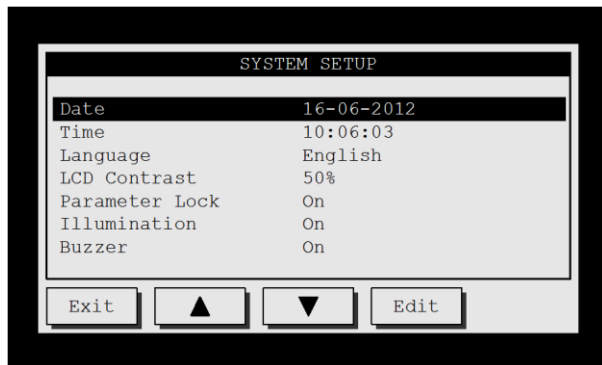 SYSTEM SETUP
Date 16-06-2012
Time 10:06:03
Language English
LCD Contrast 50%
Parameter Lock On
Illumination On
Buzzer On
Exit ▲ ▼ Edit